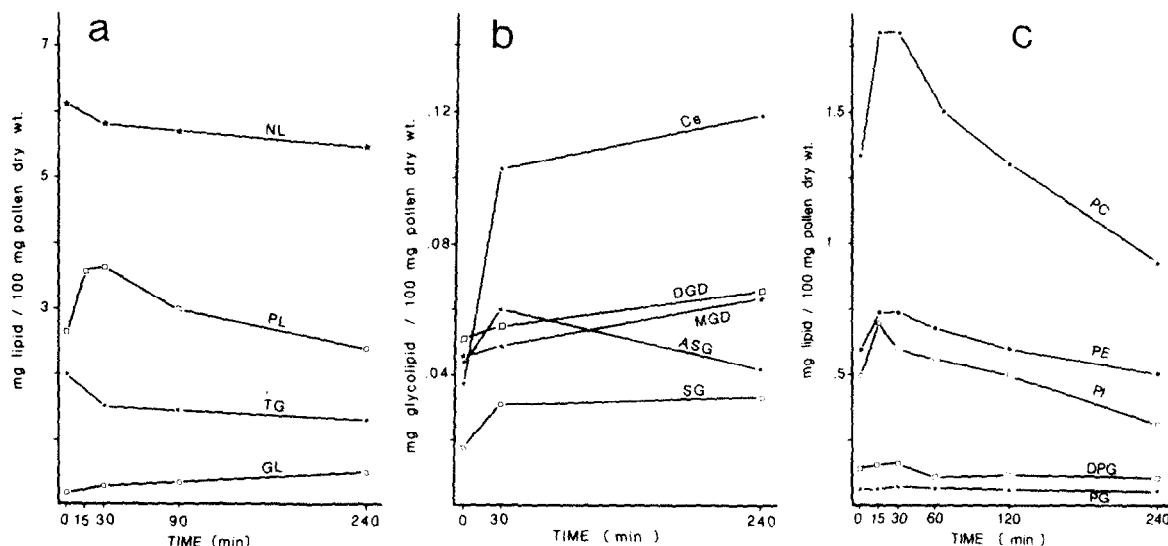 a
mg lipid / 100 mg pollen dry wt.
7
5
3
NL
PL
TG
GL
0 15 30 90 240
TIME (min)
b
mg glycolipid / 100 mg pollen dry wt.
.12
.08
.04
Ce
DGD
MGD
ASG
SG
0 30 240
TIME (min)
c
mg lipid / 100 mg pollen dry wt.
1.5
1
.5
PC
PE
PI
DPG
PG
0 15 30 60 120 240
TIME (min)